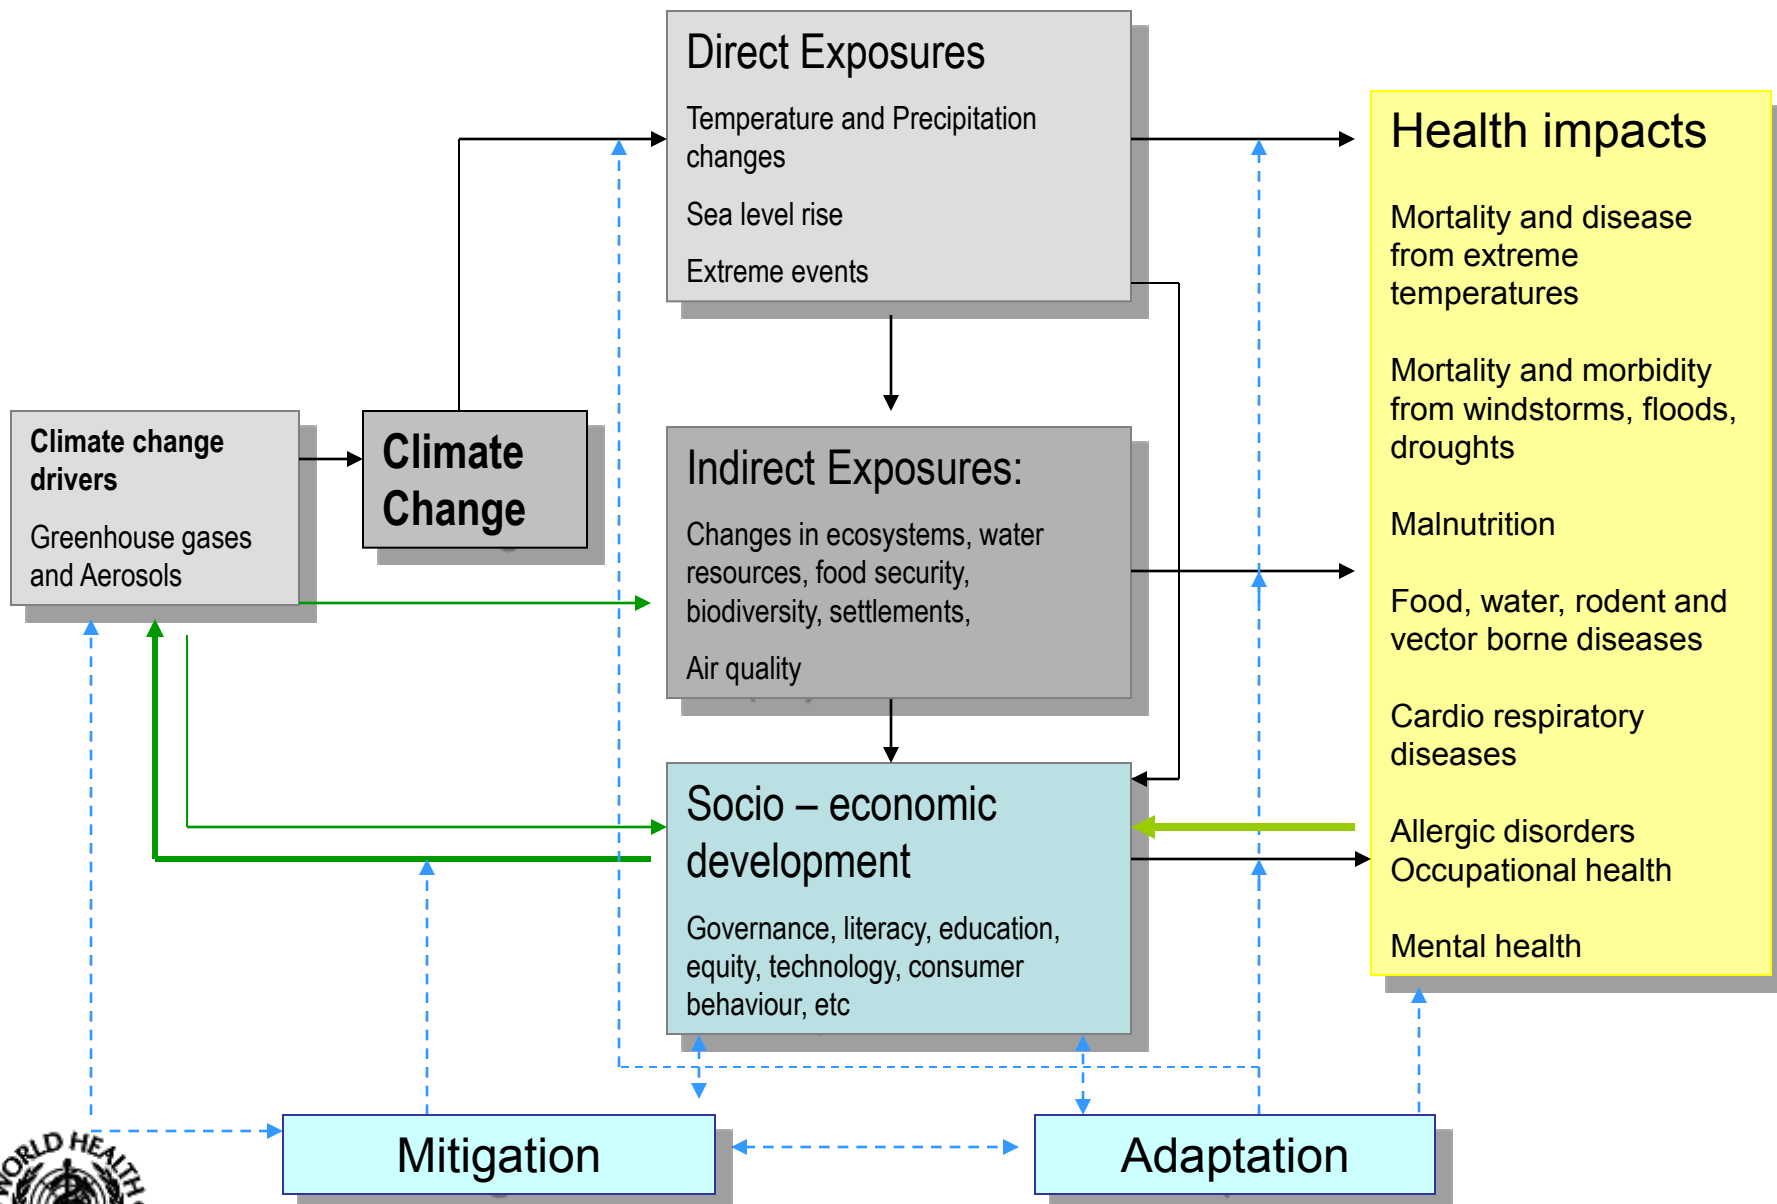 Direct Exposures
Temperature and Precipitation
changes
Sea level rise
Extreme events
Health impacts
Mortality and disease
from extreme
temperatures
Mortality and morbidity
from windstorms, floods,
droughts
Malnutrition
Food, water, rodent and
vector borne diseases
Cardio respiratory
diseases
Allergic disorders
Occupational health
Mental health
Climate change
drivers
Greenhouse gases
and Aerosols
Climate
Change
Indirect Exposures:
Changes in ecosystems, water
resources, food security,
biodiversity, settlements,
Air quality
Socio – economic
development
Governance, literacy, education,
equity, technology, consumer
behaviour, etc
Mitigation
Adaptation
WORLD HEALTH